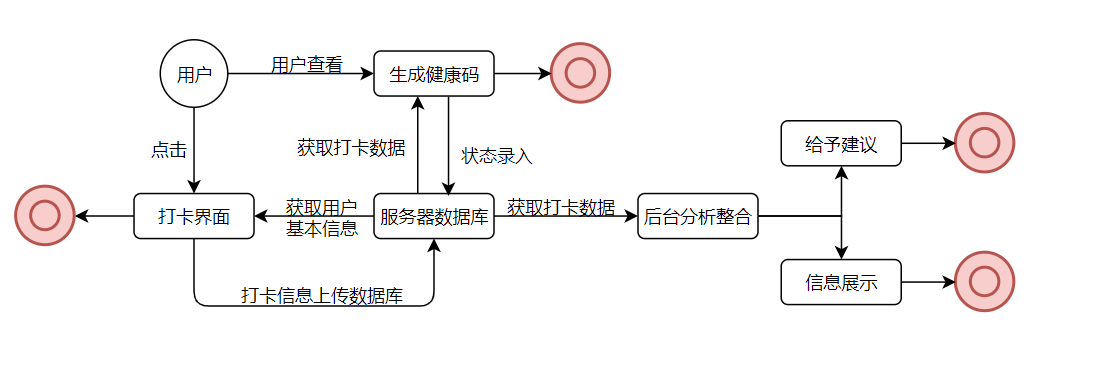 用户
用户查看
生成健康码
点击
获取打卡数据
状态录入
给予建议
打卡界面
获取用户
基本信息
服务器数据库
获取打卡数据
后台分析整合
信息展示
打卡信息上传数据库